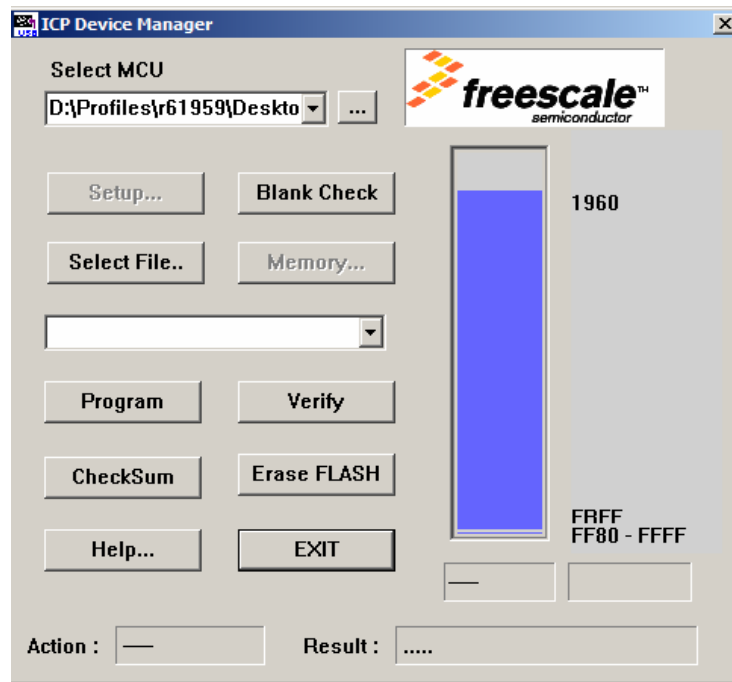 ICP Device Manager
Select MCU
D:\Profiles\r61959\Deskto
...
freescale™
semiconductor
Setup...
Blank Check
1960
Select File..
Memory...
Program
Verify
CheckSum
Erase FLASH
FRFF
FF80 - FFFF
Help...
EXIT
Action :
Result :
.....